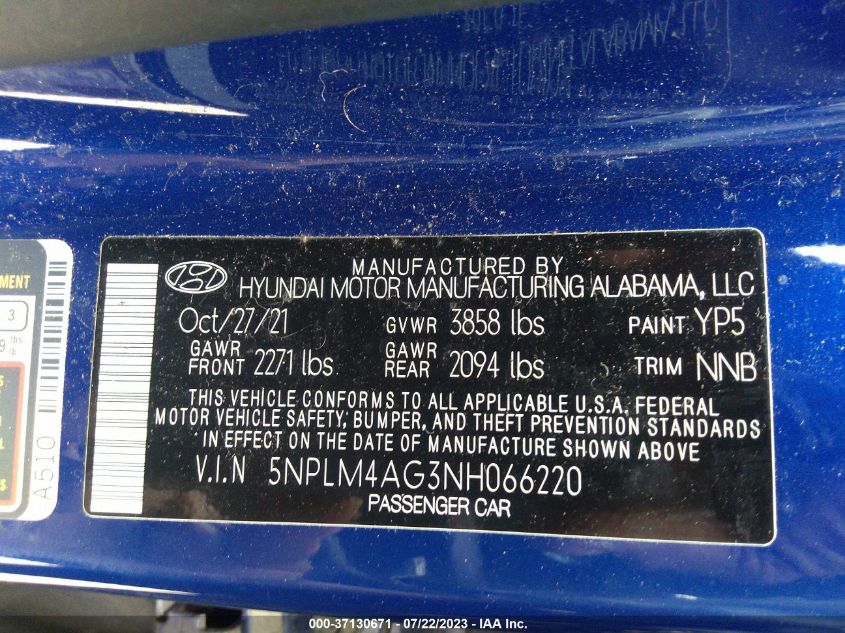 MANUFACTURED BY
HYUNDAI MOTOR MANUFACTURING ALABAMA, LLC
Oct/27/21 GVWR 3858 lbs PAINT YP5
GAWR FRONT 2271 lbs GAWR REAR 2094 lbs TRIM NNB
THIS VEHICLE CONFORMS TO ALL APPLICABLE U.S.A. FEDERAL
MOTOR VEHICLE SAFETY, BUMPER, AND THEFT PREVENTION STANDARDS
IN EFFECT ON THE DATE OF MANUFACTURE SHOWN ABOVE
V.I.N 5NPLM4AG3NH066220
PASSENGER CAR
3
A510
000-37130671 - 07/22/2023 - IAA Inc.